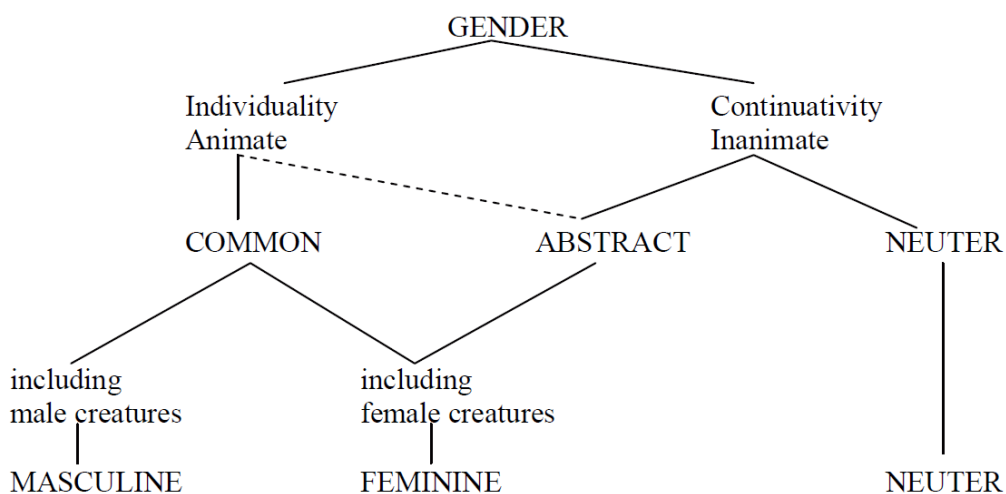 GENDER
Individuality
Animate
Continuativity
Inanimate
COMMON
ABSTRACT
NEUTER
including
male creatures
including
female creatures
MASCULINE
FEMININE
NEUTER